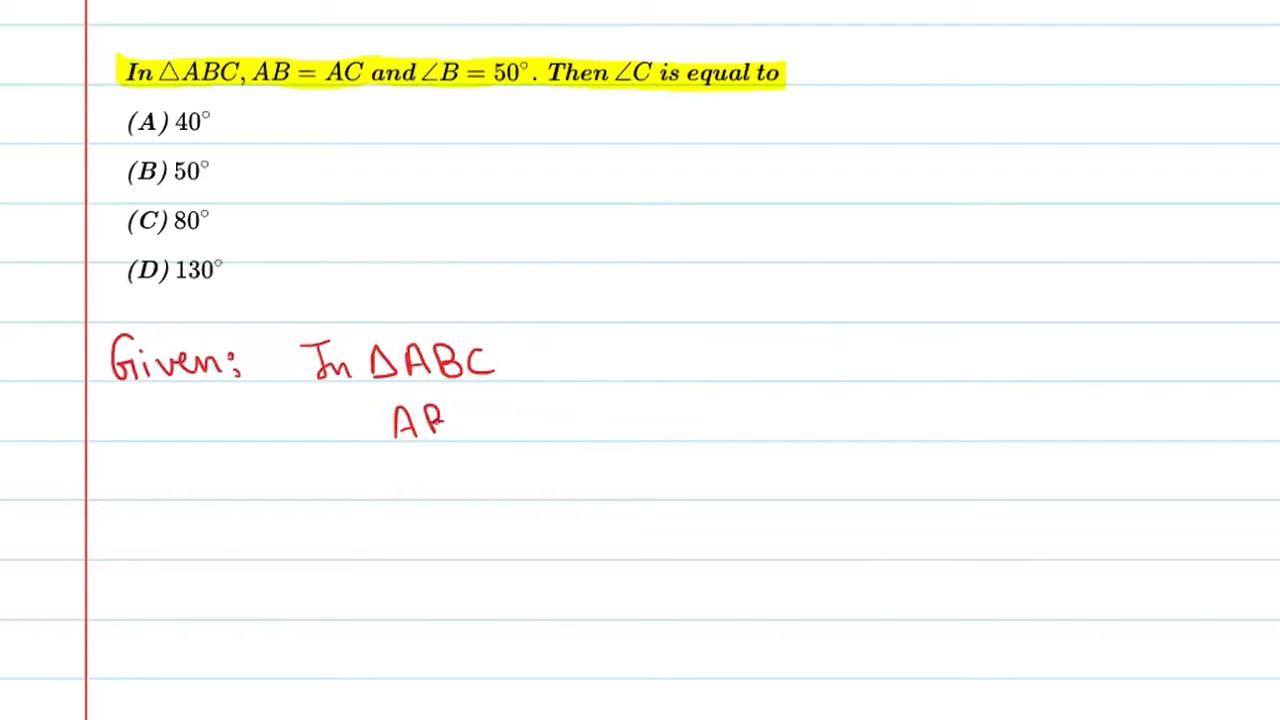 In △ABC, AB = AC and ∠B = 50°. Then ∠C is equal to
(A) 40°
(B) 50°
(C) 80°
(D) 130°
Given: In △ABC
AB